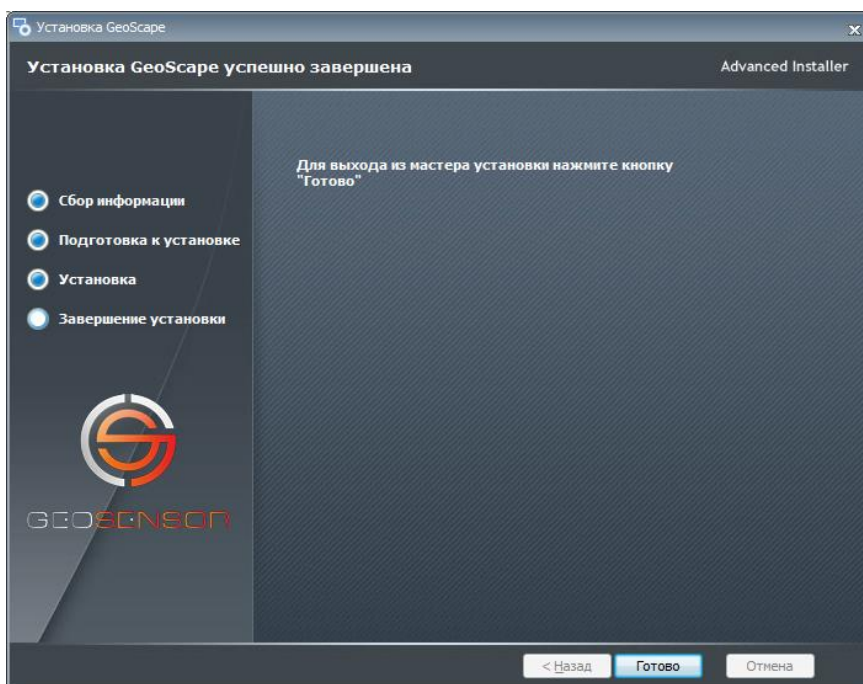 Установка GeoScape
Установка GeoScape успешно завершена
Advanced Installer
Для выхода из мастера установки нажмите кнопку
"Готово"
Сбор информации
Подготовка к установке
Установка
Завершение установки
GEOSENSOR
< Назад
Готово
Отмена